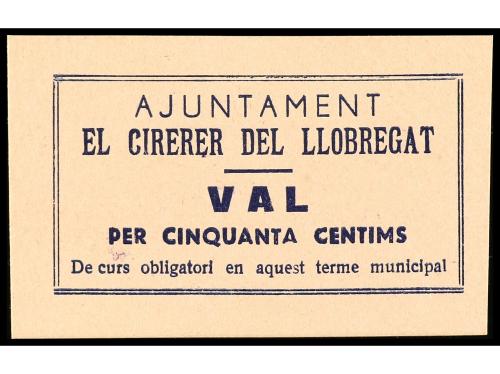 AJUNTAMENT
EL CIRERER DEL LLOBREGAT
VAL
PER CINQUANTA CENTIMS
De curs obligatori en aquest terme municipal